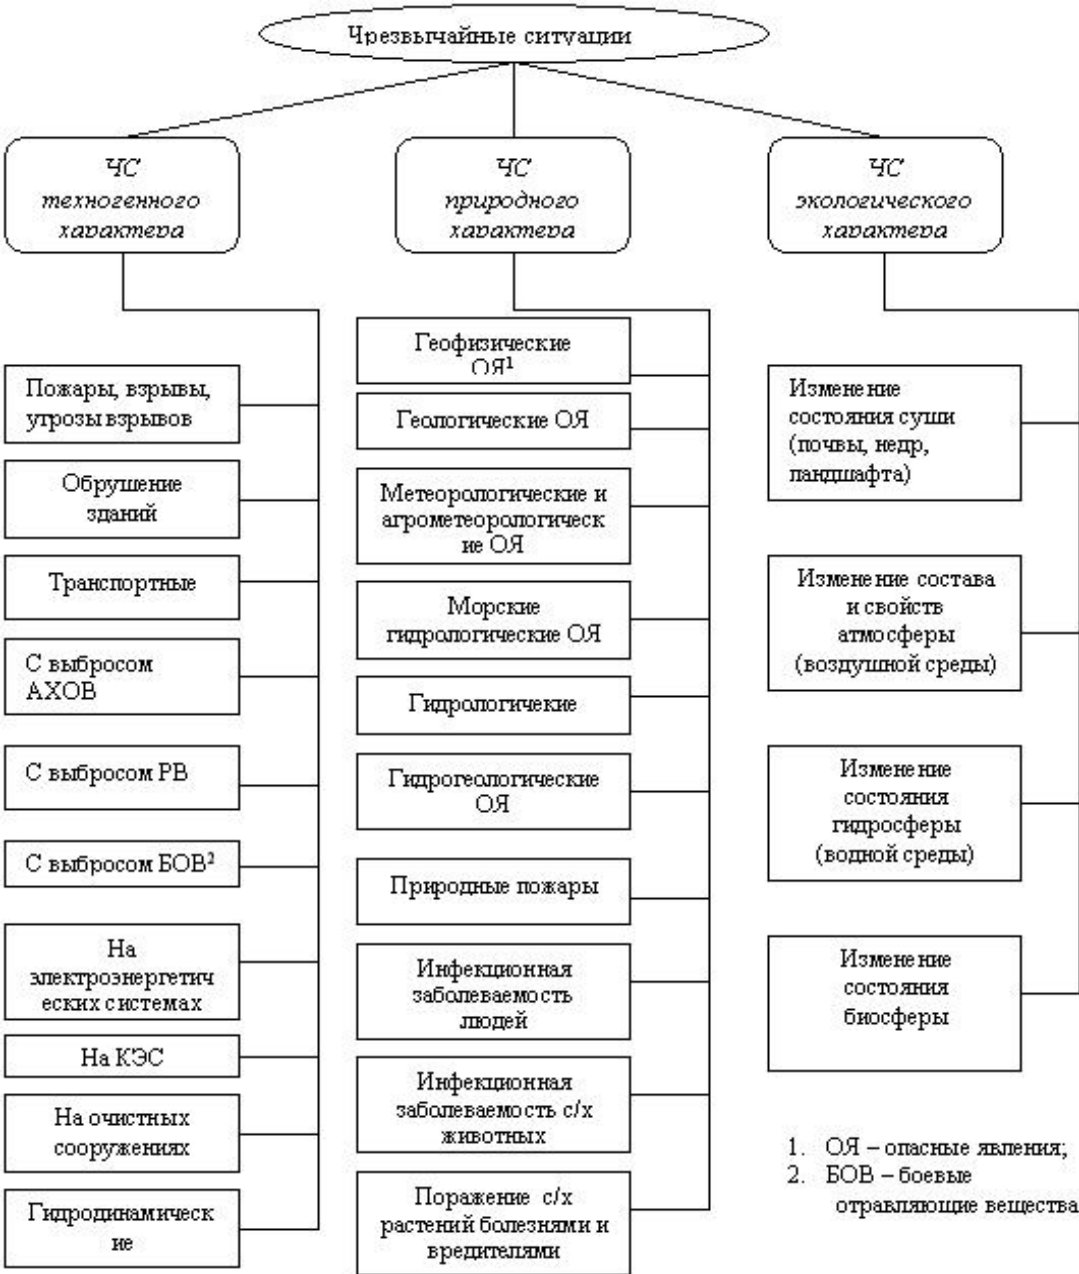 Чрезвычайные ситуации
ЧС
техногенного
характера
ЧС
природного
характера
ЧС
экологического
характера
Пожары, взрывы,
угрозы взрывов
Обрушение
зданий
Транспортные
С выбросом
АХОВ
С выбросом РВ
С выбросом БОВ²
На
электроэнергетич
еских системах
На КЭС
На очистных
сооружениях
Гидродинамическ
ие
Геофизические
ОЯ¹
Геологические ОЯ
Метеорологические и
агрометеорологическ
ие ОЯ
Морские
гидрологические ОЯ
Гидрологичекие
Гидрогеологические
ОЯ
Природные пожары
Инфекционная
заболеваемость
людей
Инфекционная
заболеваемость с/х
животных
Поражение с/х
растений болезнями и
вредителями
Изменение
состояния суши
(почвы, недр,
ландшафта)
Изменение состава
и свойств
атмосферы
(воздушной среды)
Изменение
состояния
гидросферы
(водной среды)
Изменение
состояния
биосферы
1. ОЯ – опасные явления;
2. БОВ – боевые
отравляющие вещества